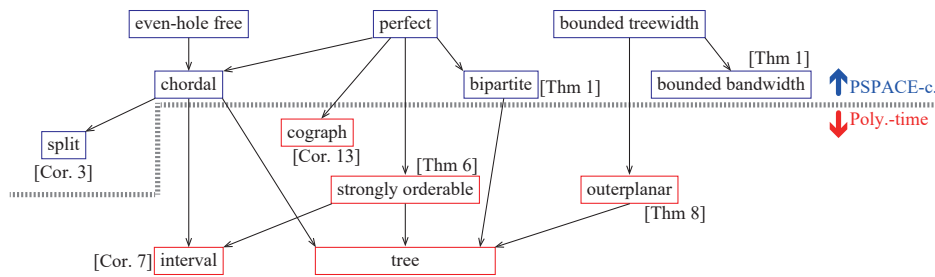 even-hole free
perfect
bounded treewidth
[Thm 1]
chordal
bipartite
[Thm 1]
bounded bandwidth
PSPACE-c.
Poly.-time
cograph
split
[Cor. 13]
[Cor. 3]
[Thm 6]
strongly orderable
outerplanar
[Thm 8]
[Cor. 7]
interval
tree